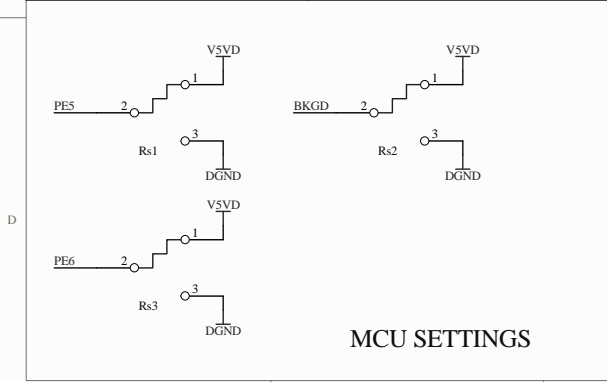 V5VD
V5VD
1
1
PE5
2
BKGD
2
3
3
Rs1
Rs2
DGND
DGND
D
V5VD
1
PE6
2
3
Rs3
DGND
MCU SETTINGS